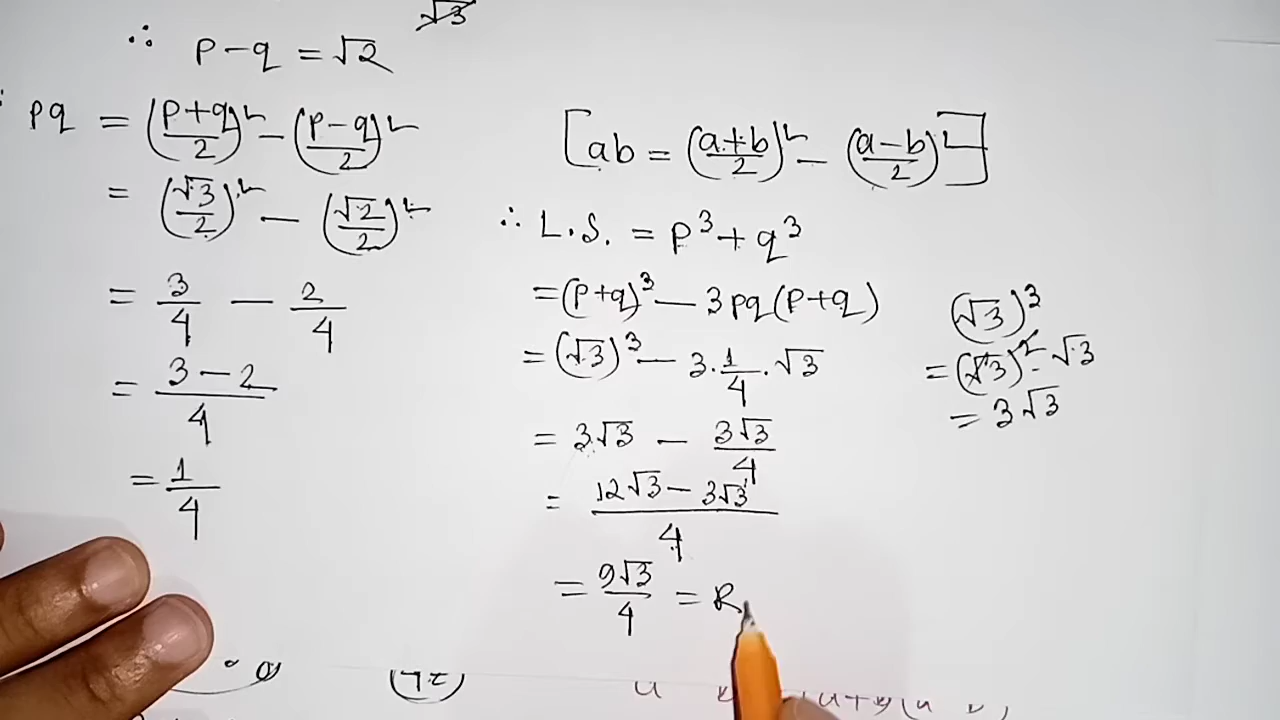 √3
∴ p-q = √2
pq = (p+q/2)² - (p-q/2)²
= (√3/2)² - (√2/2)²
= 3/4 - 2/4
= 3-2/4
= 1/4
[ab = (a+b/2)² - (a-b/2)²]
∴ L.S. = p³+q³
= (p+q)³ - 3pq(p+q)
= (√3)³ - 3·1/4·√3
= 3√3 - 3√3/4
= 12√3 - 3√3/4
= 9√3/4 = R
(√3)³
= (√3)²·√3
= 3√3